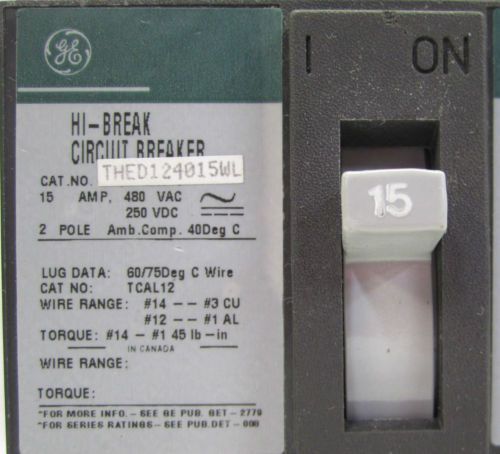 GE
HI-BREAK
CIRCUIT BREAKER
CAT.NO. THED124015WL
15 AMP. 480 VAC
250 VDC
2 POLE Amb.Comp. 40Deg C
LUG DATA: 60/75Deg C Wire
CAT NO: TCAL12
WIRE RANGE: #14 -- #3 CU
#12 -- #1 AL
TORQUE: #14 - #1 45 lb-in
IN CANADA
WIRE RANGE:
TORQUE:
*FOR MORE INFO. - SEE GE PUB. GET - 2779
*FOR SERIES RATINGS- SEE PUB.DET - 008
I ON
15